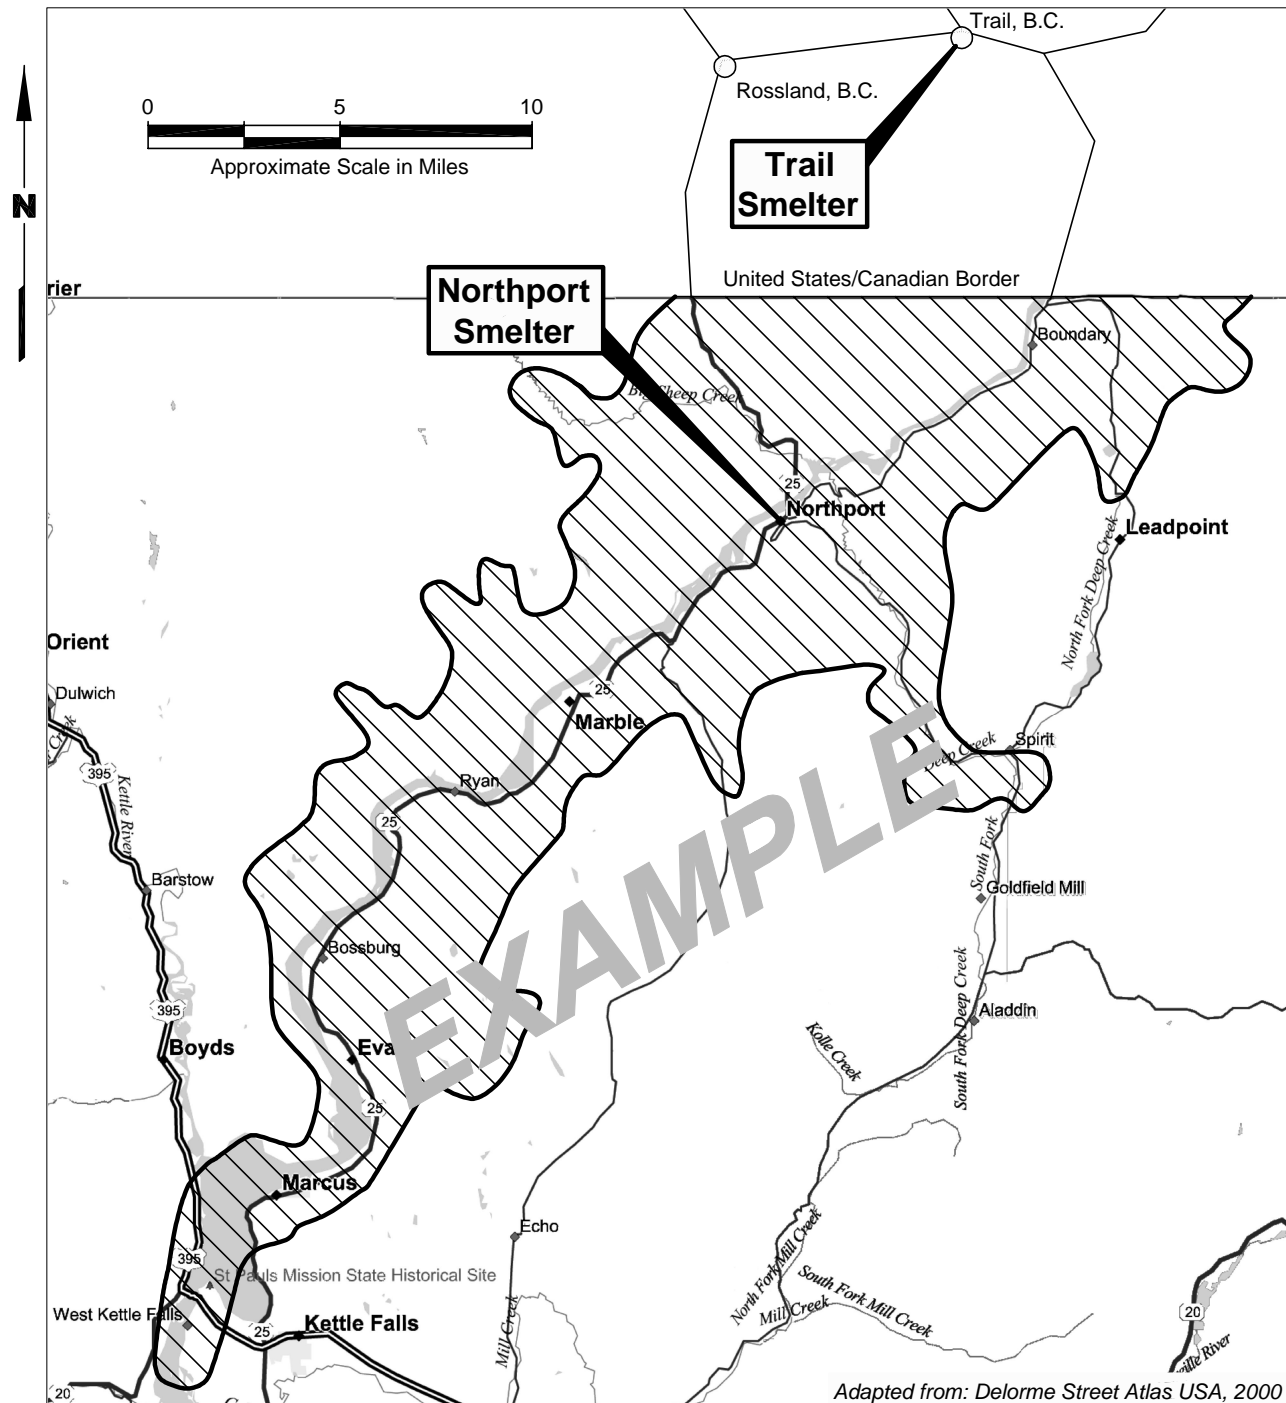 Trail, B.C.
Rossland, B.C.
0 5 10
Approximate Scale in Miles
Trail
Smelter
N
United States/Canadian Border
rier
Northport
Smelter
Boundary
Big Sheep Creek
25
Northport
Leadpoint
North Fork Deep Creek
Orient
Dulwich
Creek
25
Marble
Spirit
Deep Creek
395
Kettle River
Ryan
25
EXAMPLE
South Fork
Barstow
Goldfield Mill
Bossburg
395
South Fork Deep Creek
Aladdin
Boyds
Eva
Kolle Creek
25
Marcus
Echo
North Fork Mill Creek
395
St Pauls Mission State Historical Site
South Fork Mill Creek
Mill Creek
West Kettle Falls
25
Kettle Falls
Mill Creek
20
ille River
20
Adapted from: Delorme Street Atlas USA, 2000